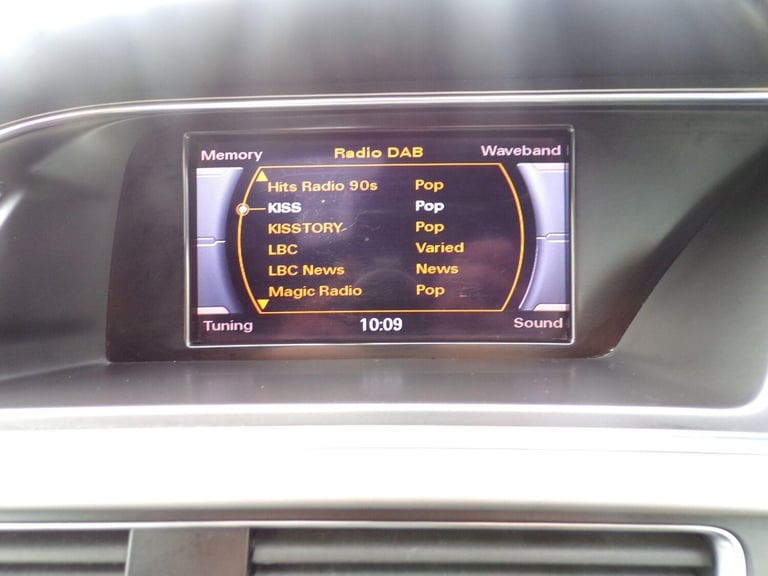 Memory Radio DAB Waveband
Hits Radio 90s Pop
KISS Pop
KISSTORY Pop
LBC Varied
LBC News News
Magic Radio Pop
Tuning 10:09 Sound